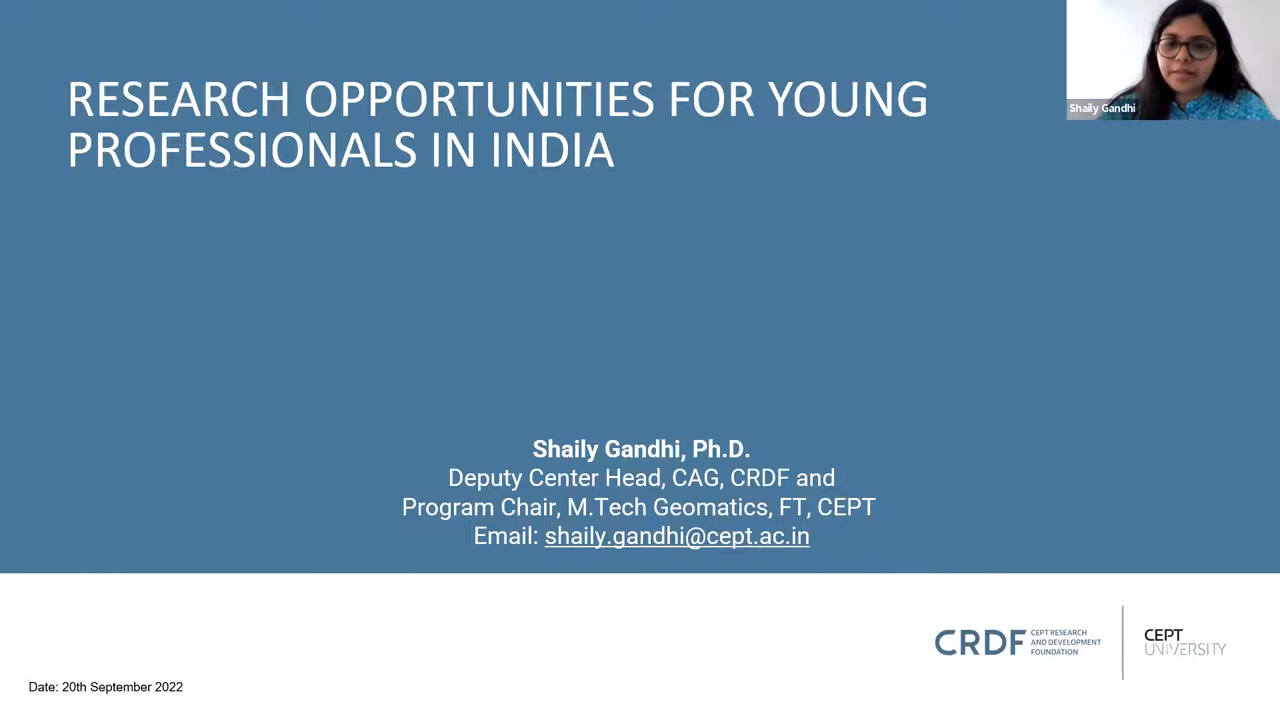 RESEARCH OPPORTUNITIES FOR YOUNG
PROFESSIONALS IN INDIA
Shaily Gandhi
Shaily Gandhi, Ph.D.
Deputy Center Head, CAG, CRDF and
Program Chair, M.Tech Geomatics, FT, CEPT
Email: shaily.gandhi@cept.ac.in
CRDF
CEPT RESEARCH
AND DEVELOPMENT
FOUNDATION
CEPT
UNIVERSITY
Date: 20th September 2022